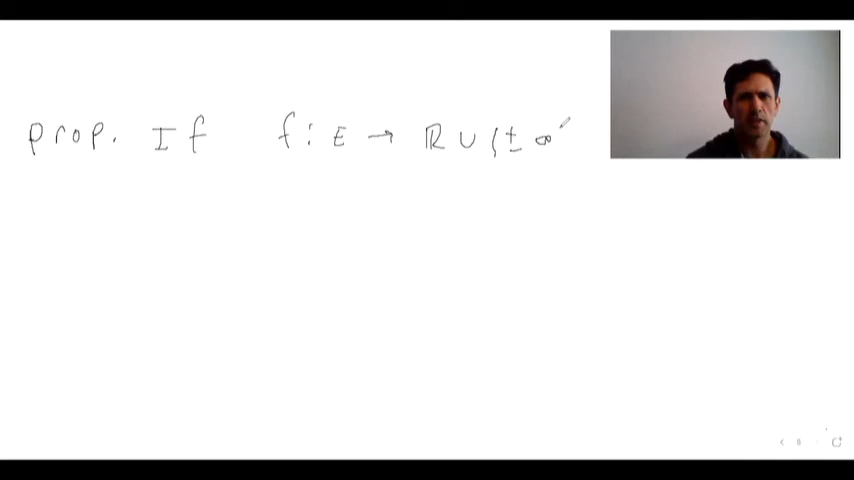 Prop. If f : E → ℝ ∪ { ± ∞